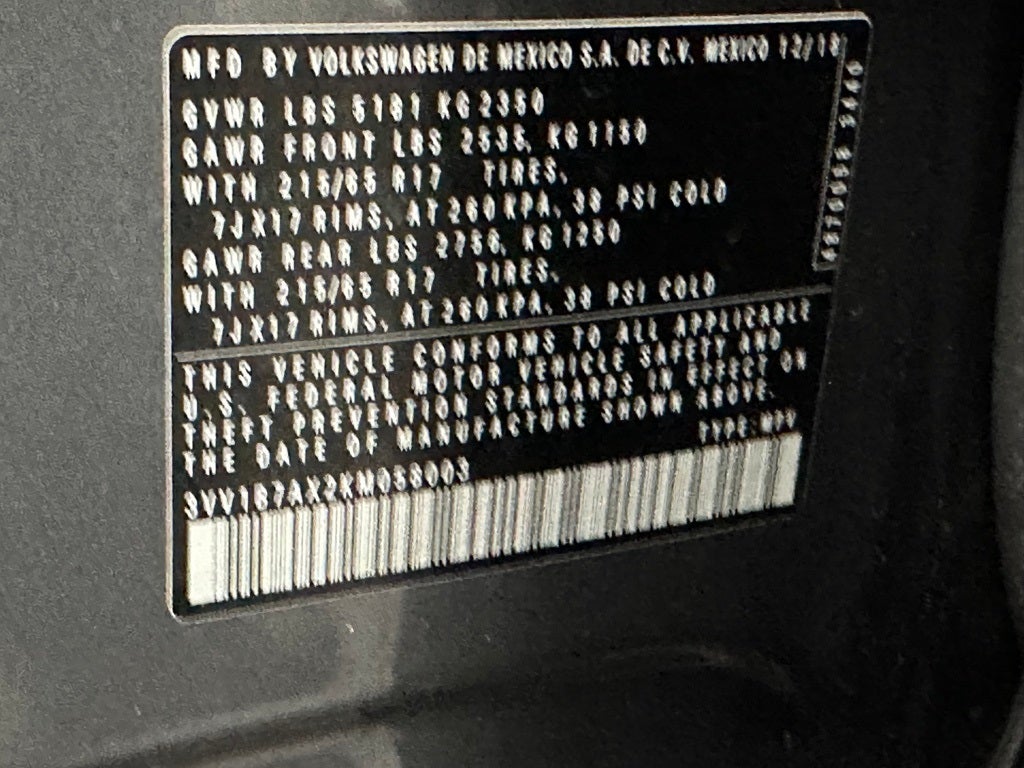 MFD BY VOLKSWAGEN DE MEXICO S.A. DE C.V. MEXICO 12/18
GVWR LBS 5181 KG 2350
GAWR FRONT LBS 2535, KG 1150
WITH 215/65 R17 TIRES,
7JX17 RIMS, AT 260 KPA, 38 PSI COLD
GAWR REAR LBS 2756, KG 1250
WITH 215/65 R17 TIRES,
7JX17 RIMS, AT 260 KPA, 38 PSI COLD
THIS VEHICLE CONFORMS TO ALL APPLICABLE
U.S. FEDERAL MOTOR VEHICLE SAFETY AND
THEFT PREVENTION STANDARDS IN EFFECT ON
THE DATE OF MANUFACTURE SHOWN ABOVE.
TYPE:MPV
3VV1B7AX2KM058003